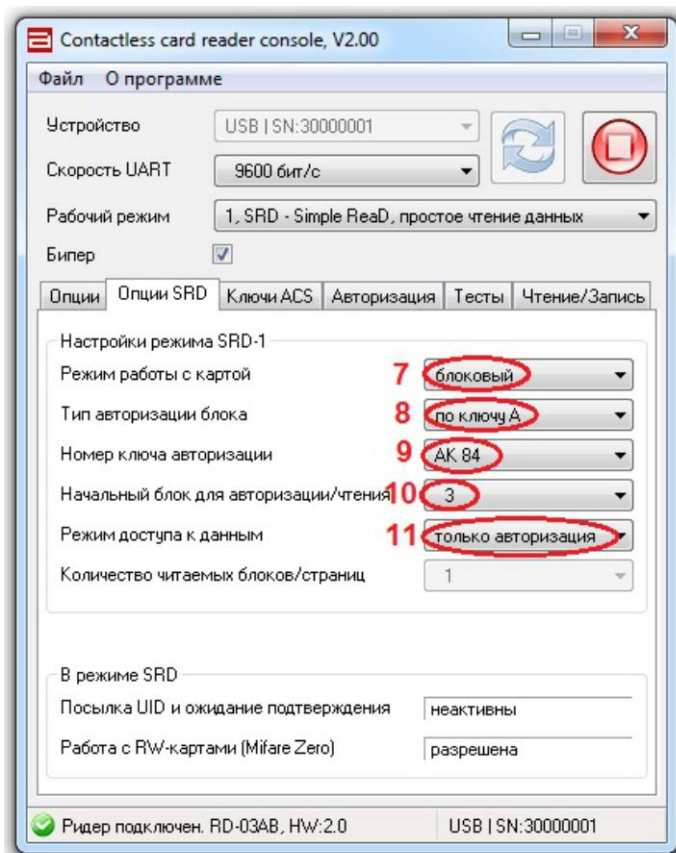 Contactless card reader console, V2.00
Файл О программе
Устройство USB | SN:30000001
Скорость UART 9600 бит/с
Рабочий режим 1, SRD - Simple ReaD, простое чтение данных
Бипер
Опции Опции SRD Ключи ACS Авторизация Тесты Чтение/Запись
Настройки режима SRD-1
Режим работы с картой 7 блоковый
Тип авторизации блока 8 по ключу A
Номер ключа авторизации 9 AK 84
Начальный блок для авторизации/чтения 10 3
Режим доступа к данным 11 только авторизация
Количество читаемых блоков/страниц 1
В режиме SRD
Посылка UID и ожидание подтверждения неактивны
Работа с RW-картами (Mifare Zero) разрешена
Ридер подключен. RD-03AB, HW:2.0 USB | SN:30000001